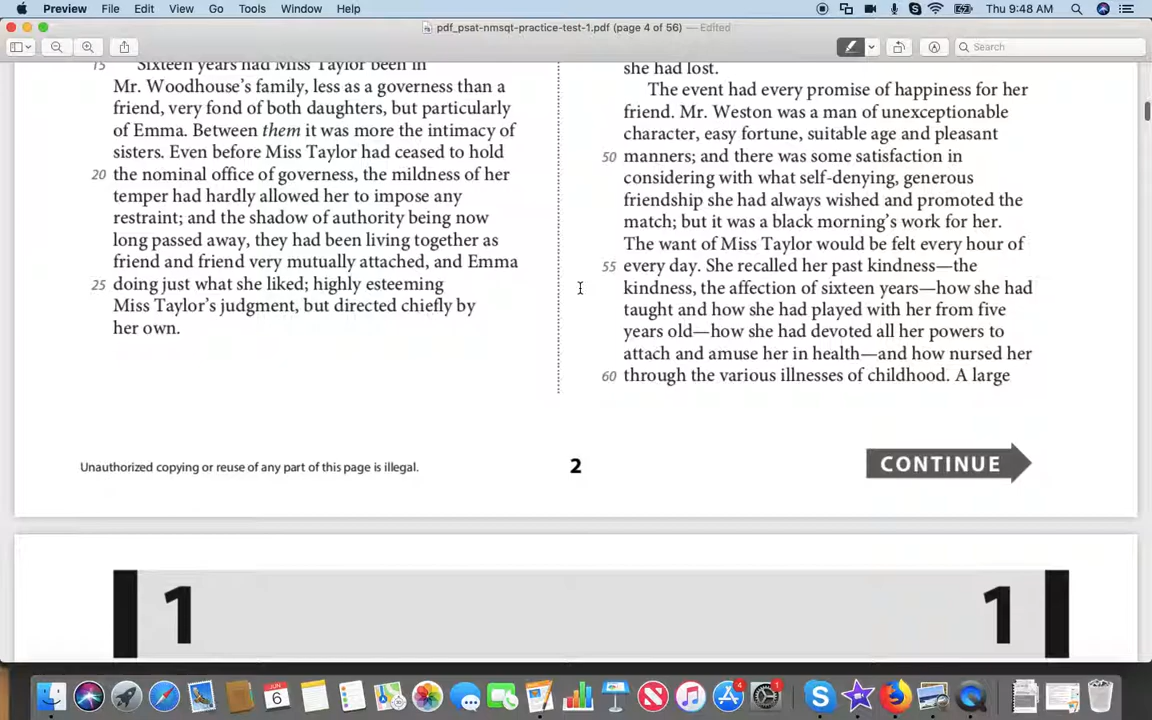 Preview File Edit View Go Tools Window Help Thu 9:48 AM
pdf_psat-nmsqt-practice-test-1.pdf (page 4 of 56) — Edited
Search
15 Sixteen years had Miss Taylor been in
Mr. Woodhouse's family, less as a governess than a
friend, very fond of both daughters, but particularly
of Emma. Between them it was more the intimacy of
sisters. Even before Miss Taylor had ceased to hold
20 the nominal office of governess, the mildness of her
temper had hardly allowed her to impose any
restraint; and the shadow of authority being now
long passed away, they had been living together as
friend and friend very mutually attached, and Emma
25 doing just what she liked; highly esteeming
Miss Taylor's judgment, but directed chiefly by
her own.
she had lost.
The event had every promise of happiness for her
friend. Mr. Weston was a man of unexceptionable
character, easy fortune, suitable age and pleasant
50 manners; and there was some satisfaction in
considering with what self-denying, generous
friendship she had always wished and promoted the
match; but it was a black morning's work for her.
The want of Miss Taylor would be felt every hour of
55 every day. She recalled her past kindness—the
kindness, the affection of sixteen years—how she had
taught and how she had played with her from five
years old—how she had devoted all her powers to
attach and amuse her in health—and how nursed her
60 through the various illnesses of childhood. A large
Unauthorized copying or reuse of any part of this page is illegal.
2
CONTINUE
1 1
6
4
1